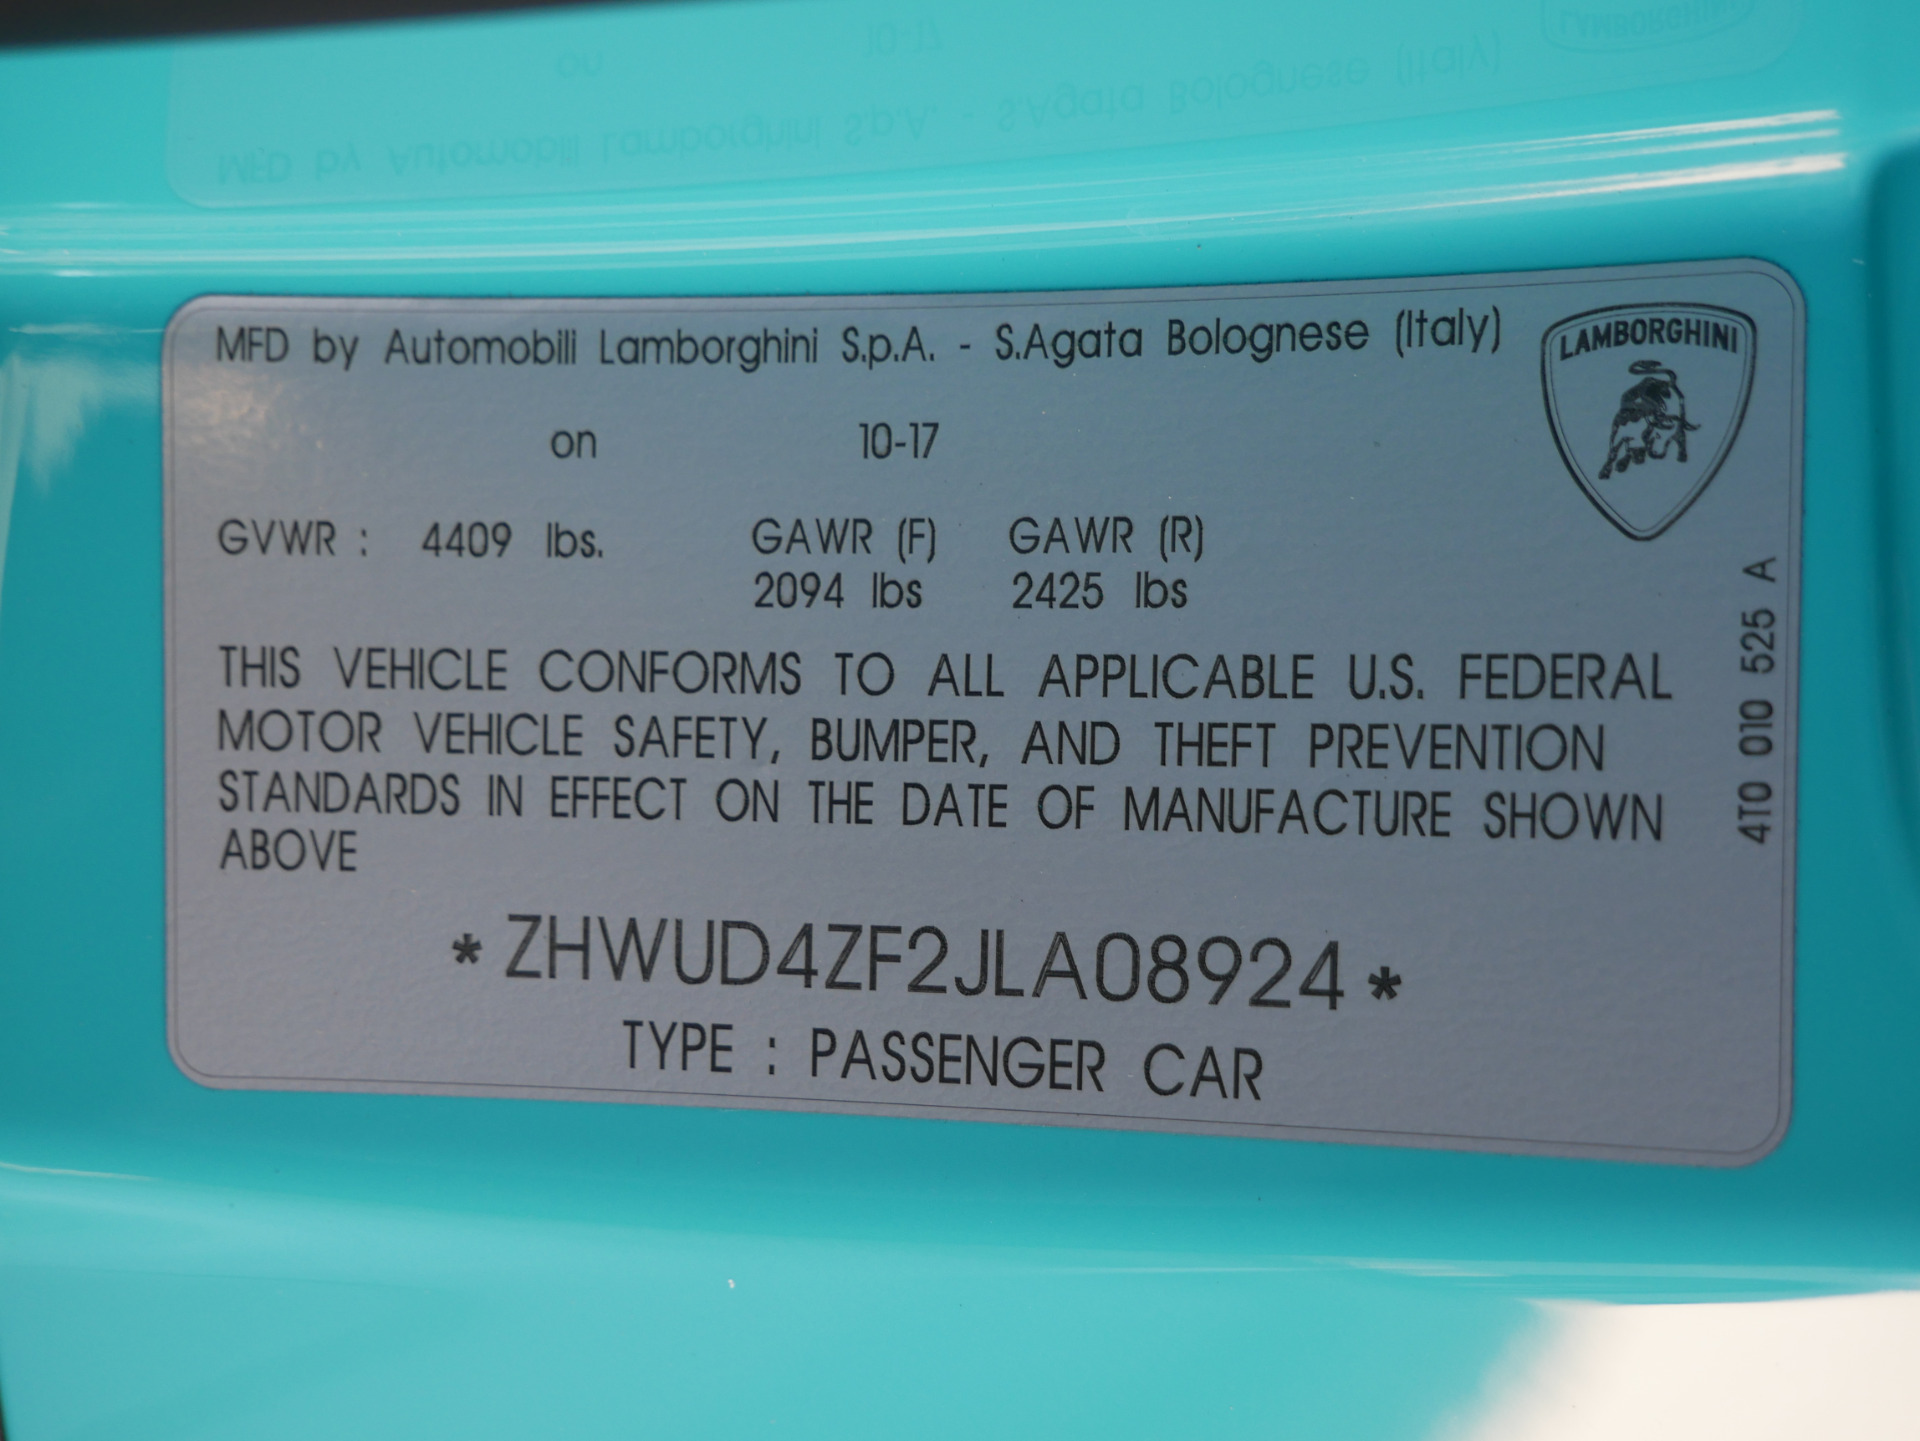 MFD by Automobili Lamborghini S.p.A. - S.Agata Bolognese (Italy)
LAMBORGHINI
on 10-17
GVWR : 4409 lbs. GAWR (F) GAWR (R)
2094 lbs 2425 lbs
THIS VEHICLE CONFORMS TO ALL APPLICABLE U.S. FEDERAL
MOTOR VEHICLE SAFETY, BUMPER, AND THEFT PREVENTION
STANDARDS IN EFFECT ON THE DATE OF MANUFACTURE SHOWN
ABOVE
4T0 010 525 A
* ZHWUD4ZF2JLA08924 *
TYPE : PASSENGER CAR